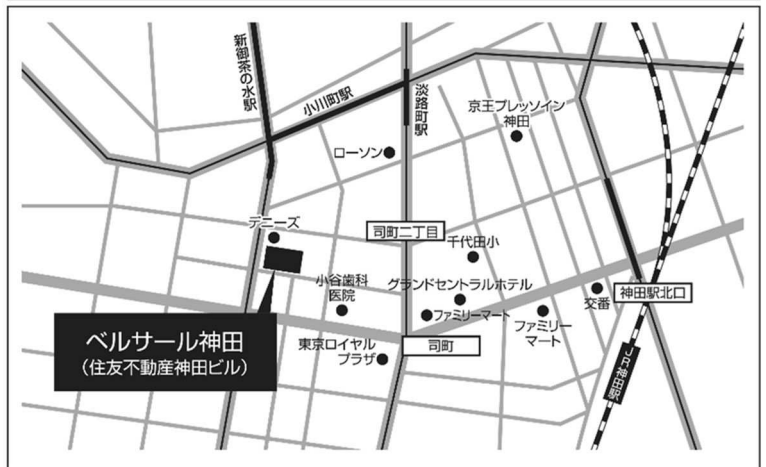 新御茶の水駅
小川町駅
淡路町駅
京王プレッソイン
神田
ローソン
デニーズ
司町二丁目
千代田小
小谷歯科
医院
グランドセントラルホテル
ファミリーマート
ファミリー
マート
交番
神田駅北口
ベルサール神田
(住友不動産神田ビル)
東京ロイヤル
プラザ
司町
JR神田駅